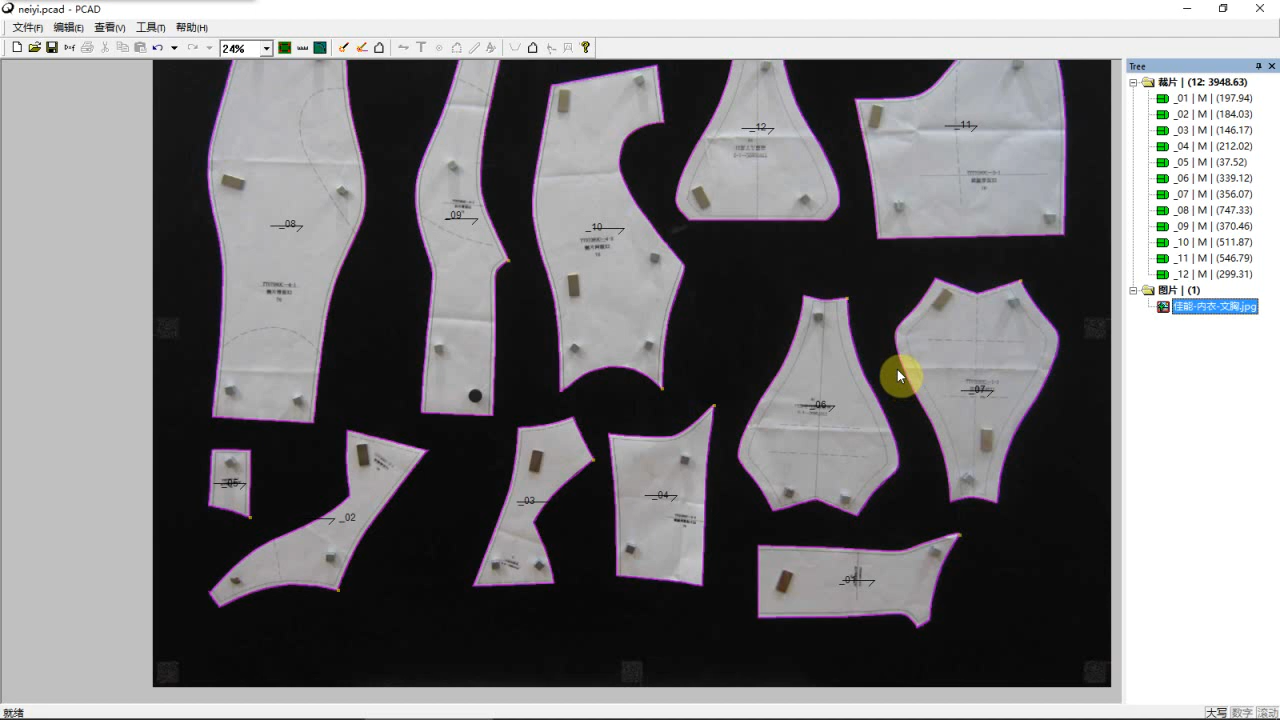 neiyi.pcad - PCAD
文件(F) 编辑(E) 查看(V) 工具(T) 帮助(H)
24%
Tree
裁片 | (12: 3948.63)
_01 | M | (197.94)
_02 | M | (184.03)
_03 | M | (146.17)
_04 | M | (212.02)
_05 | M | (37.52)
_06 | M | (339.12)
_07 | M | (356.07)
_08 | M | (747.33)
_09 | M | (370.46)
_10 | M | (511.87)
_11 | M | (546.79)
_12 | M | (299.31)
图片 | (1)
佳能-内衣-文胸.jpg
_12
_11
_08
_09
_10
_06
_07
_05
_02
_03
_04
_01
就绪
大写 数字 滚动